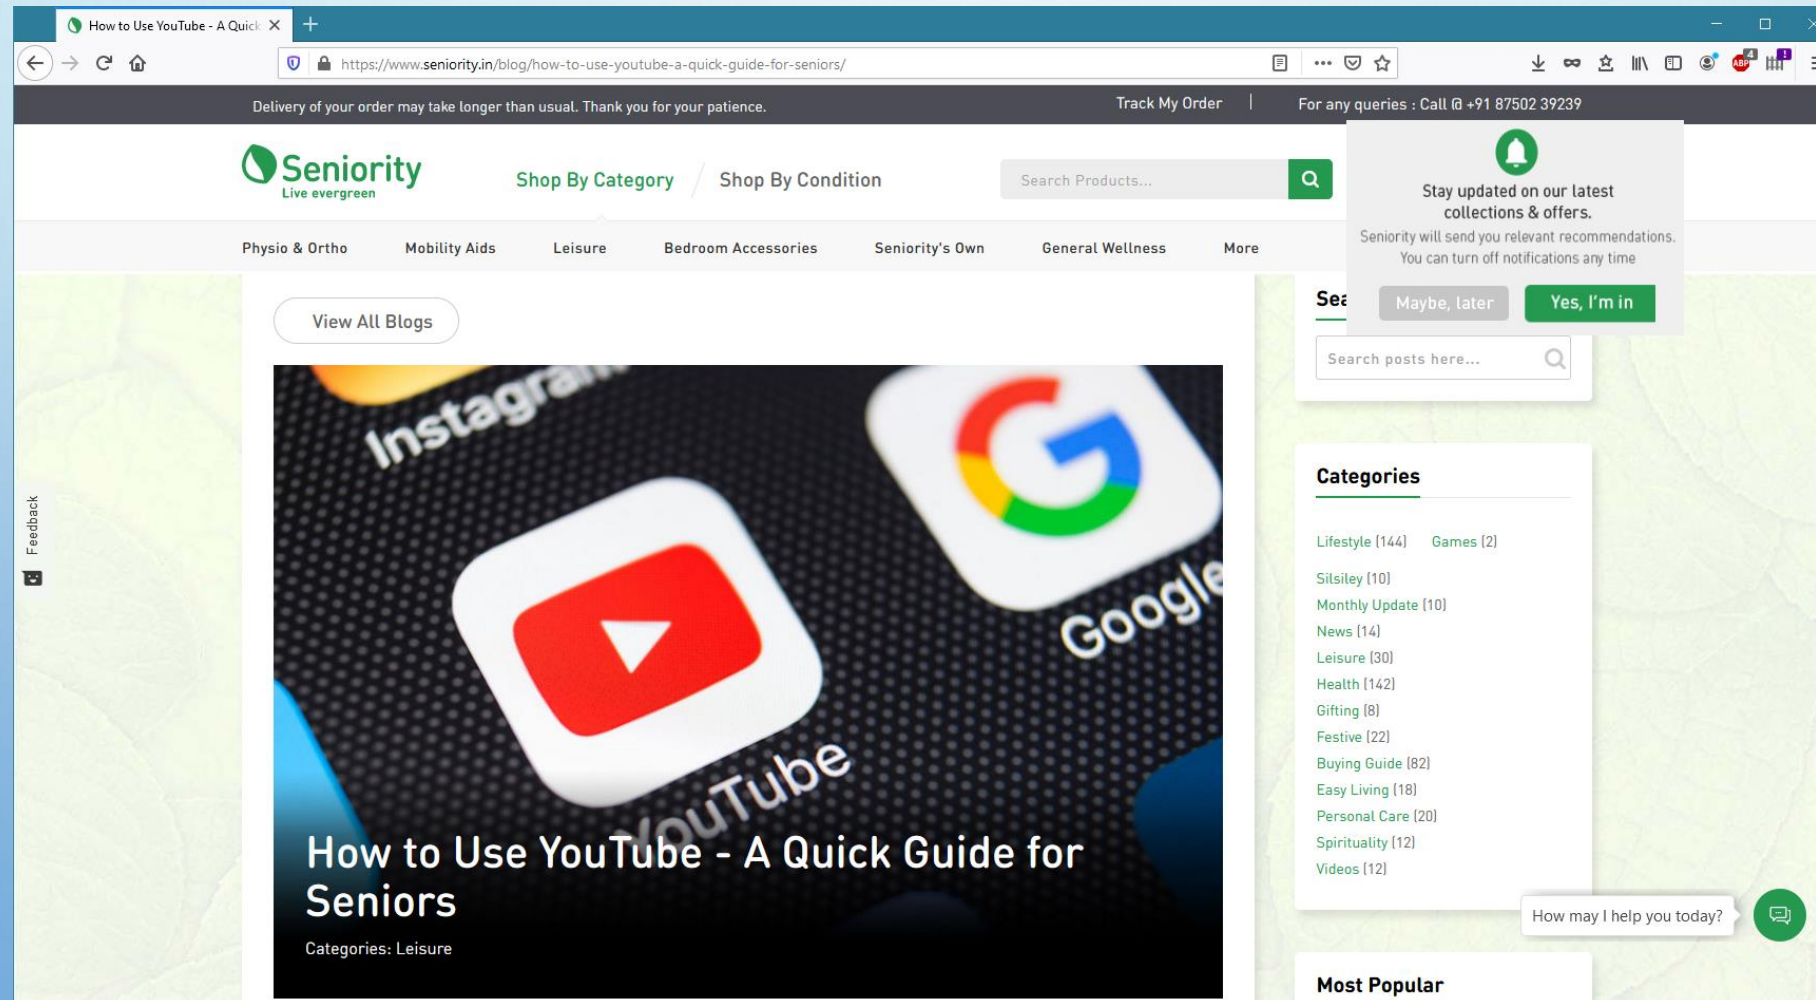 How to Use YouTube - A Quick
https://www.seniority.in/blog/how-to-use-youtube-a-quick-guide-for-seniors/
ABP
4
!
Delivery of your order may take longer than usual. Thank you for your patience.
Track My Order
For any queries : Call @ +91 87502 39239
Seniority
Live evergreen
Shop By Category / Shop By Condition
Search Products...
Stay updated on our latest
collections & offers.
Seniority will send you relevant recommendations.
You can turn off notifications any time
Maybe, later
Yes, I'm in
Physio & Ortho
Mobility Aids
Leisure
Bedroom Accessories
Seniority's Own
General Wellness
More
View All Blogs
Instagram
Google
YouTube
How to Use YouTube - A Quick Guide for
Seniors
Categories: Leisure
Feedback
Search posts here...
Categories
Lifestyle (144) Games (2)
Silsiley (10)
Monthly Update (10)
News (14)
Leisure (30)
Health (142)
Gifting (8)
Festive (22)
Buying Guide (82)
Easy Living (18)
Personal Care (20)
Spirituality (12)
Videos (12)
How may I help you today?
Most Popular